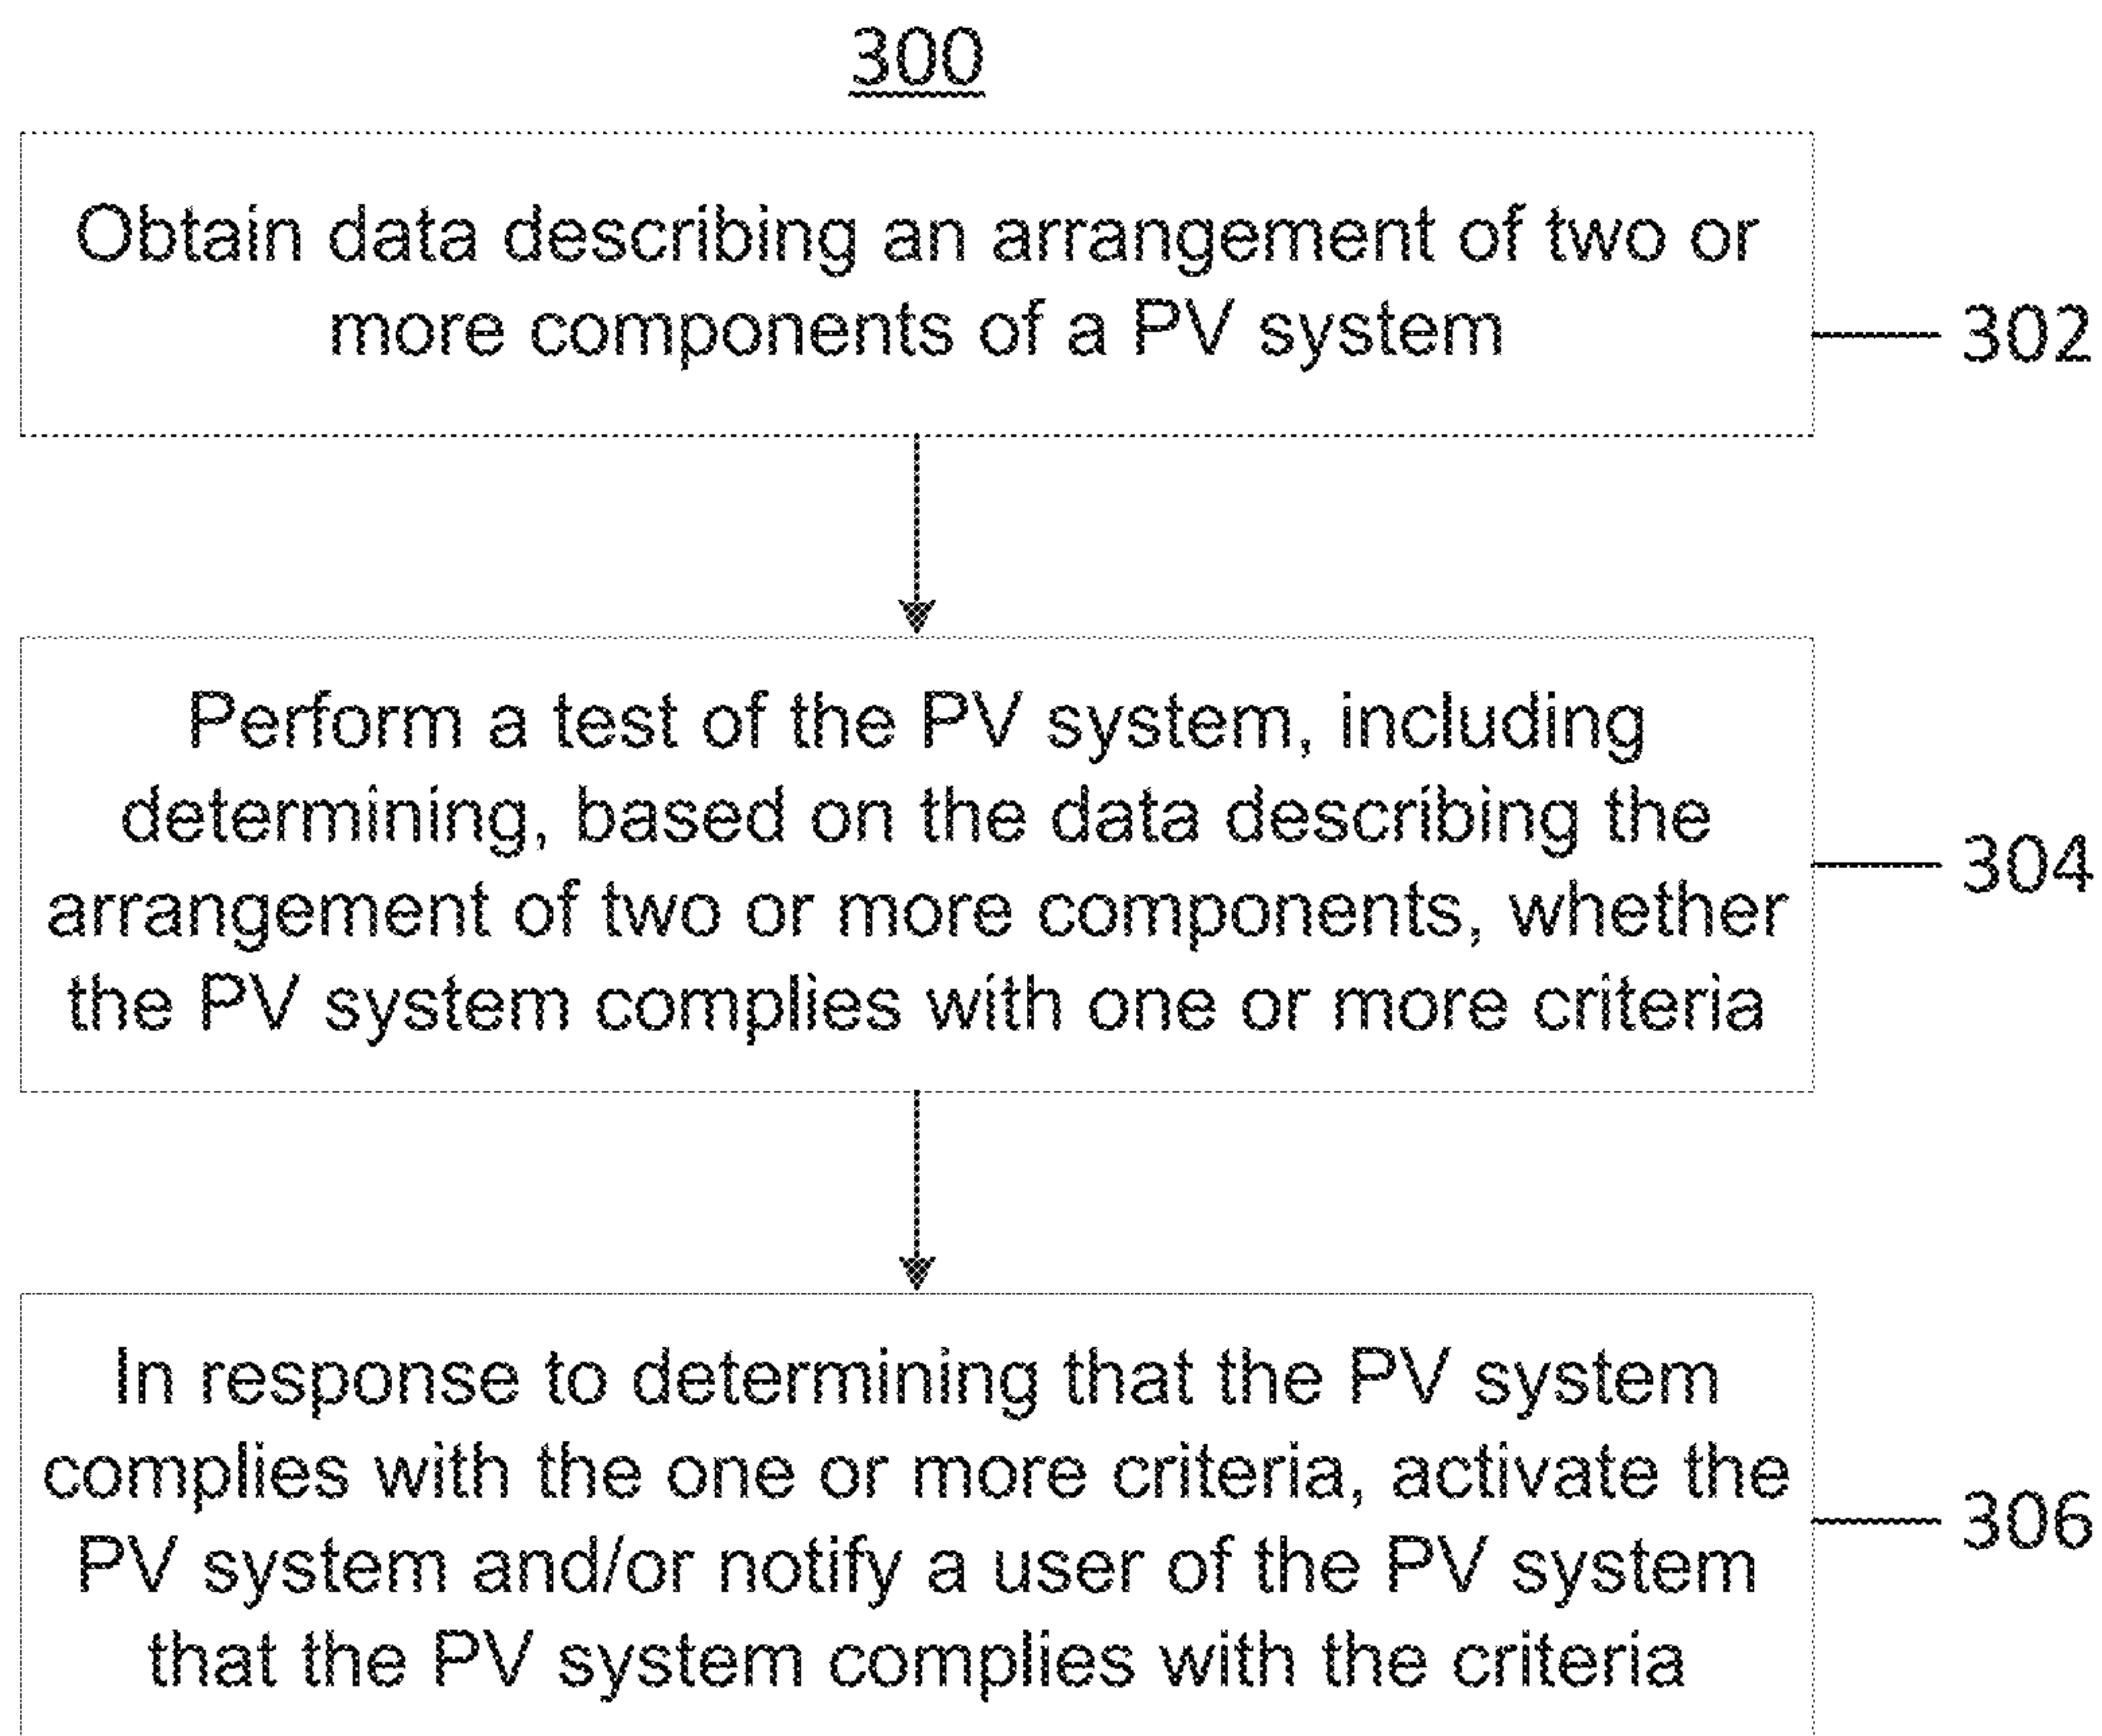 300
Obtain data describing an arrangement of two or
more components of a PV system
302
Perform a test of the PV system, including
determining, based on the data describing the
arrangement of two or more components, whether
the PV system complies with one or more criteria
304
In response to determining that the PV system
complies with the one or more criteria, activate the
PV system and/or notify a user of the PV system
that the PV system complies with the criteria
306